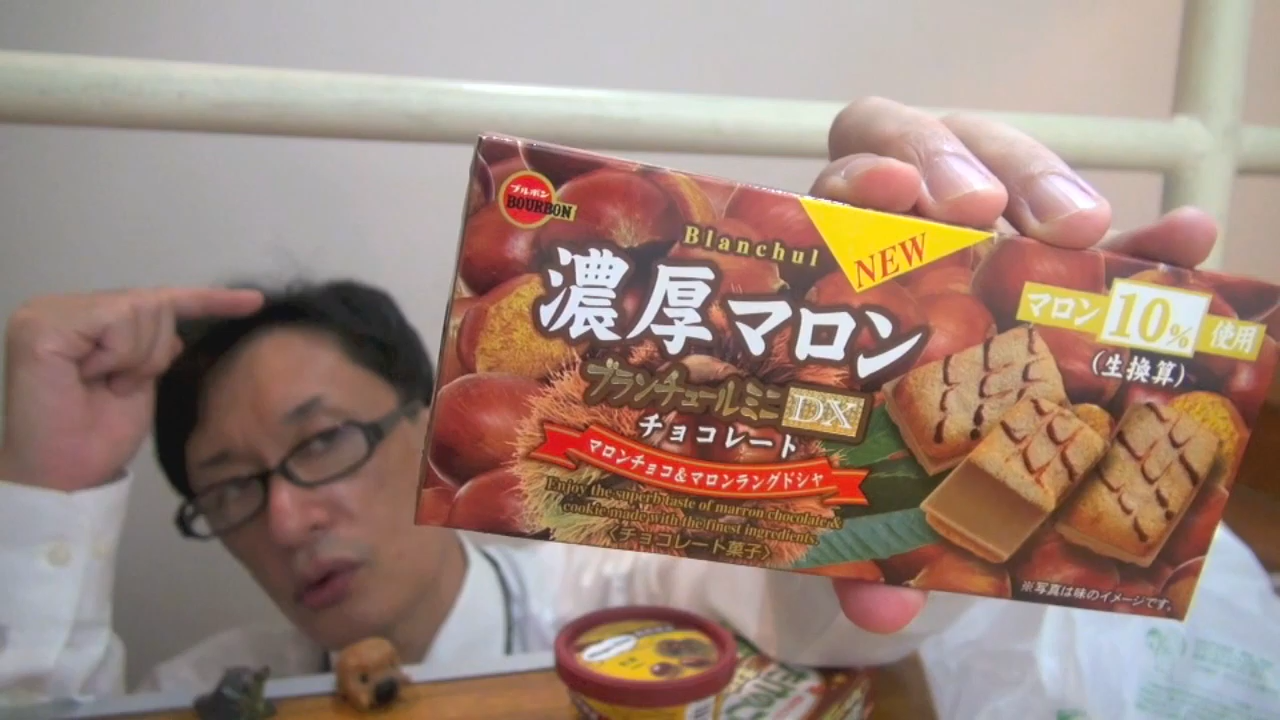 ブルボン
BOURBON
Blanchul
NEW
濃厚マロン
マロン10%使用
(生換算)
ブランチュールミニDX
チョコレート
マロンチョコ&マロンラングドシャ
Enjoy the superb taste of marron chocolate &
cookie made with the finest ingredients.
〈チョコレート菓子〉
※写真は味のイメージです。